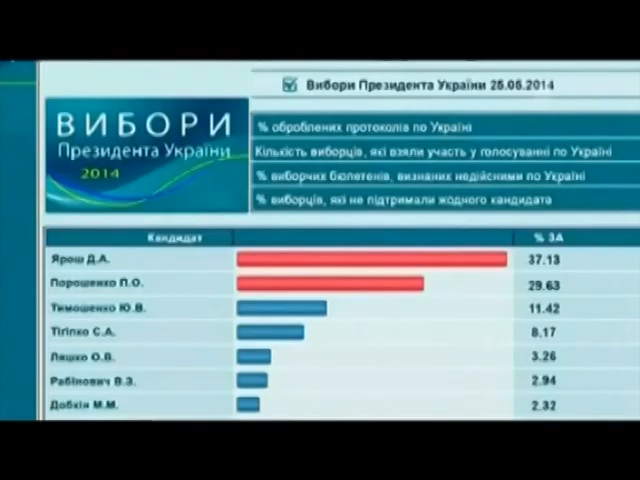 Вибори Президента України 25.05.2014
ВИБОРИ
Президента України
2014
% оброблених протоколів по Україні
Кількість виборців, які взяли участь у голосуванні по Україні
% виборчих бюлетенів, визнаних недійсними по Україні
% виборців, які не підтримали жодного кандидата
Кандидат % ЗА
Ярош Д.А. 37.13
Порошенко П.О. 29.63
Тимошенко Ю.В. 11.42
Тігіпко С.А. 8.17
Ляшко О.В. 3.26
Рабінович В.З. 2.94
Добкін М.М. 2.32